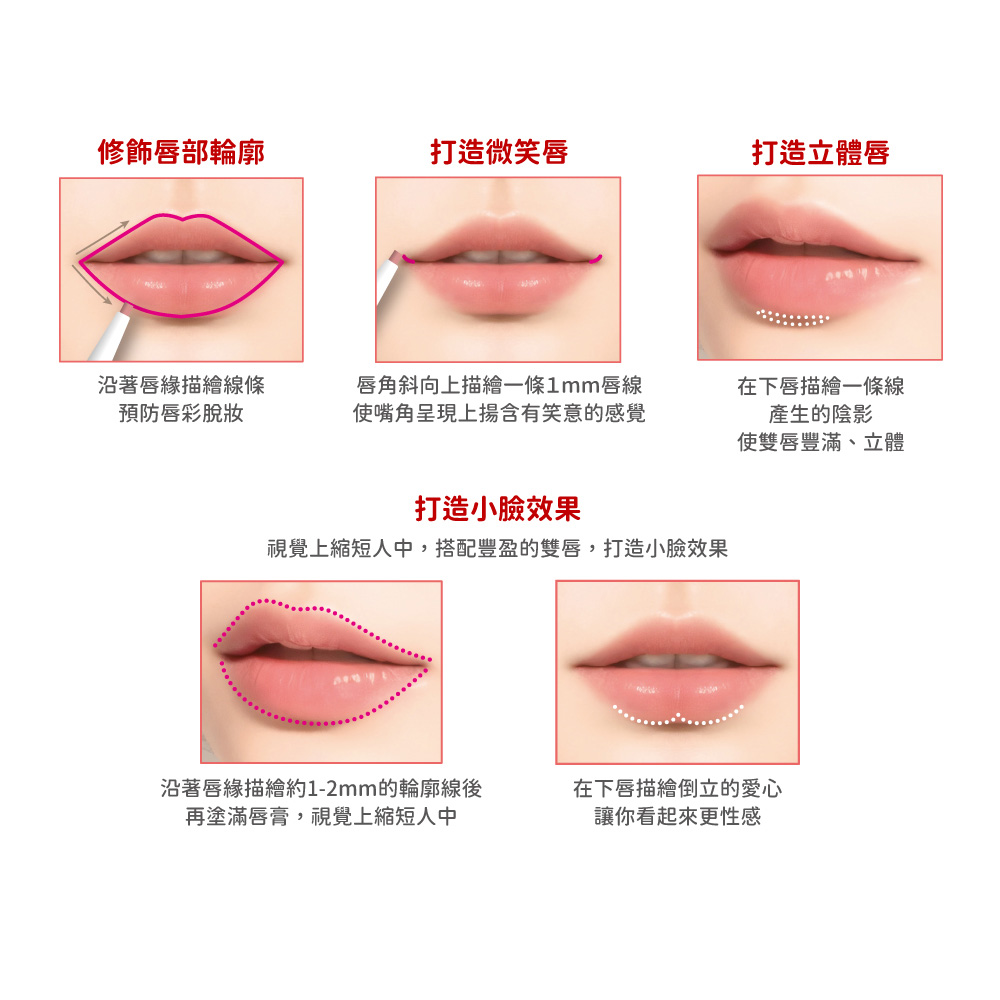 修飾唇部輪廓
沿著唇緣描繪線條
預防唇彩脫妝
打造微笑唇
唇角斜向上描繪一條1mm唇線
使嘴角呈現上揚含有笑意的感覺
打造立體唇
在下唇描繪一條線
產生的陰影
使雙唇豐滿、立體
打造小臉效果
視覺上縮短人中，搭配豐盈的雙唇，打造小臉效果
沿著唇緣描繪約1-2mm的輪廓線後
再塗滿唇膏，視覺上縮短人中
在下唇描繪倒立的愛心
讓你看起來更性感